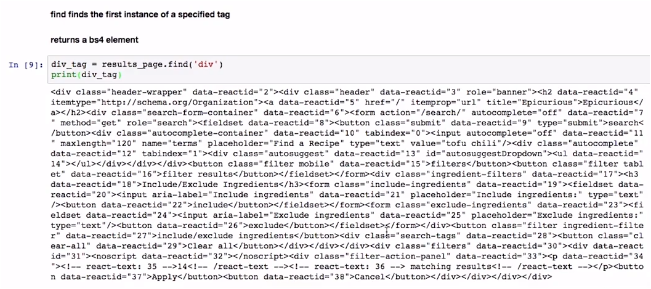 find finds the first instance of a specified tag
returns a bs4 element
In [9]: div_tag = results_page.find('div')
print(div_tag)
<div class="header-wrapper" data-reactid="2"><div class="header" data-reactid="3" role="banner"><h2 data-reactid="4"
itemtype="http://schema.org/Organization"><a data-reactid="5" href="/" itemprop="url" title="Epicurious">Epicurious</
a></h2><div class="search-form-container" data-reactid="6"><form action="/search/" autocomplete="off" data-reactid="7
" method="get" role="search"><fieldset data-reactid="8"><button class="submit" data-reactid="9" type="submit">search<
/button><div class="autocomplete-container" data-reactid="10" tabindex="0"><input autocomplete="off" data-reactid="11
" maxlength="120" name="terms" placeholder="Find a Recipe" type="text" value="tofu chili"/><div class="autocomplete"
data-reactid="12" tabindex="1"><div class="autosuggest" data-reactid="13" id="autosuggestDropdown"><ul data-reactid="
14"></ul></div></div></div><button class="filter mobile" data-reactid="15">filters</button><button class="filter tabl
et" data-reactid="16">filter results</button></fieldset></form><div class="ingredient-filters" data-reactid="17"><h3
data-reactid="18">Include/Exclude Ingredients</h3><form class="include-ingredients" data-reactid="19"><fieldset data-
reactid="20"><input aria-label="Include ingredients" data-reactid="21" placeholder="Include ingredients:" type="text"
/><button data-reactid="22">include</button></fieldset></form><form class="exclude-ingredients" data-reactid="23"><fi
eldset data-reactid="24"><input aria-label="Exclude ingredients" data-reactid="25" placeholder="Exclude ingredients:"
type="text"/><button data-reactid="26">exclude</button></fieldset></form></div><button class="filter ingredient-filte
r" data-reactid="27">include/exclude ingredients</button><div class="search-tags" data-reactid="28"><button class="cl
ear-all" data-reactid="29">Clear all</button></div></div></div><div class="filters" data-reactid="30"><div data-react
id="31"><noscript data-reactid="32"></noscript><div class="filter-action-panel" data-reactid="33"><p data-reactid="34
"><!-- react-text: 35 -->14<!-- /react-text --><!-- react-text: 36 --> matching results<!-- /react-text --></p><butto
n data-reactid="37">Apply</button><button data-reactid="38">Cancel</button></div></div></div></div>